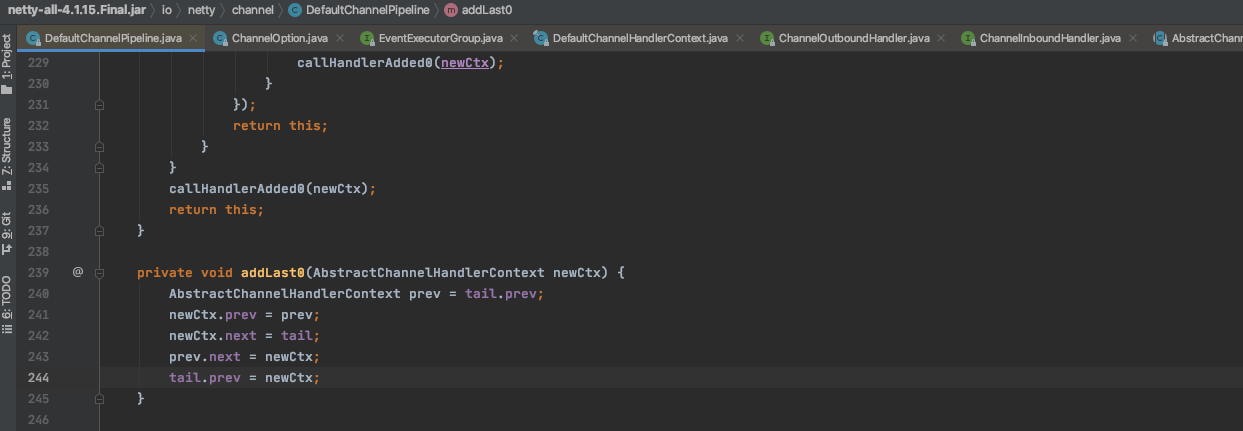 netty-all-4.1.15.Final.jar › io › netty › channel › DefaultChannelPipeline › addLast0
DefaultChannelPipeline.java ChannelOption.java EventExecutorGroup.java DefaultChannelHandlerContext.java ChannelOutboundHandler.java ChannelInboundHandler.java AbstractChann
1: Project
Z: Structure
9: Git
6: TODO
229 callHandlerAdded0(newCtx);
230 }
231 });
232 return this;
233 }
234 }
235 callHandlerAdded0(newCtx);
236 return this;
237 }
238
239 @ private void addLast0(AbstractChannelHandlerContext newCtx) {
240 AbstractChannelHandlerContext prev = tail.prev;
241 newCtx.prev = prev;
242 newCtx.next = tail;
243 prev.next = newCtx;
244 tail.prev = newCtx;
245 }
246